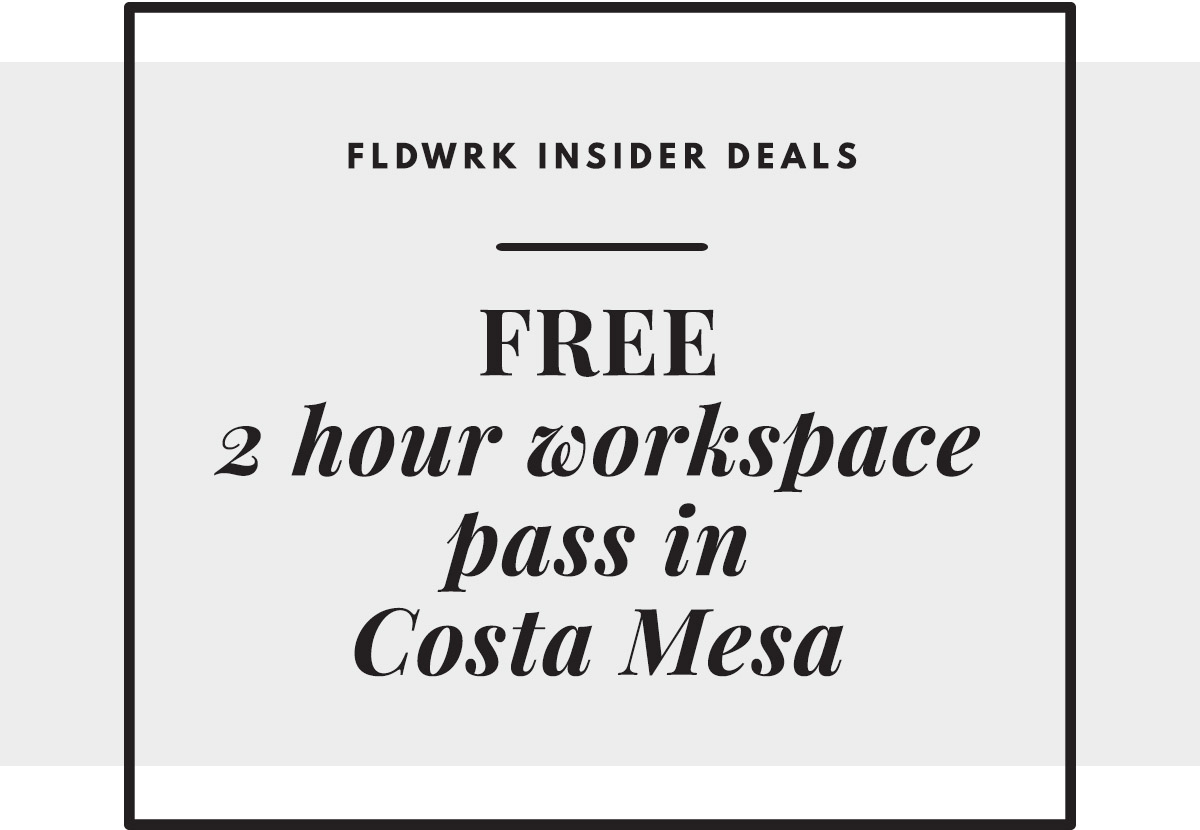 FLDWRK INSIDER DEALS
FREE
2 hour workspace
pass in
Costa Mesa